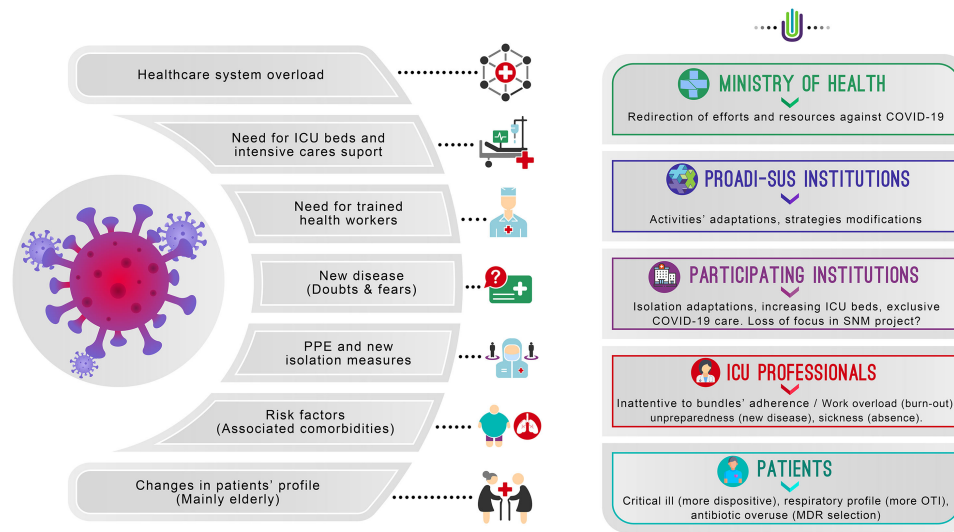 Healthcare system overload
Need for ICU beds and
intensive cares suport
Need for trained
health workers
New disease
(Doubts & fears)
PPE and new
isolation measures
Risk factors
(Associated comorbidities)
Changes in patients' profile
(Mainly elderly)
MINISTRY OF HEALTH
Redirection of efforts and resources against COVID-19
PROADI-SUS INSTITUTIONS
Activities' adaptations, strategies modifications
PARTICIPATING INSTITUTIONS
Isolation adaptations, increasing ICU beds, exclusive
COVID-19 care. Loss of focus in SNM project?
ICU PROFESSIONALS
Inattentive to bundles' adherence / Work overload (burn-out)
unpreparedness (new disease), sickness (absence).
PATIENTS
Critical ill (more dispositive), respiratory profile (more OTI),
antibiotic overuse (MDR selection)